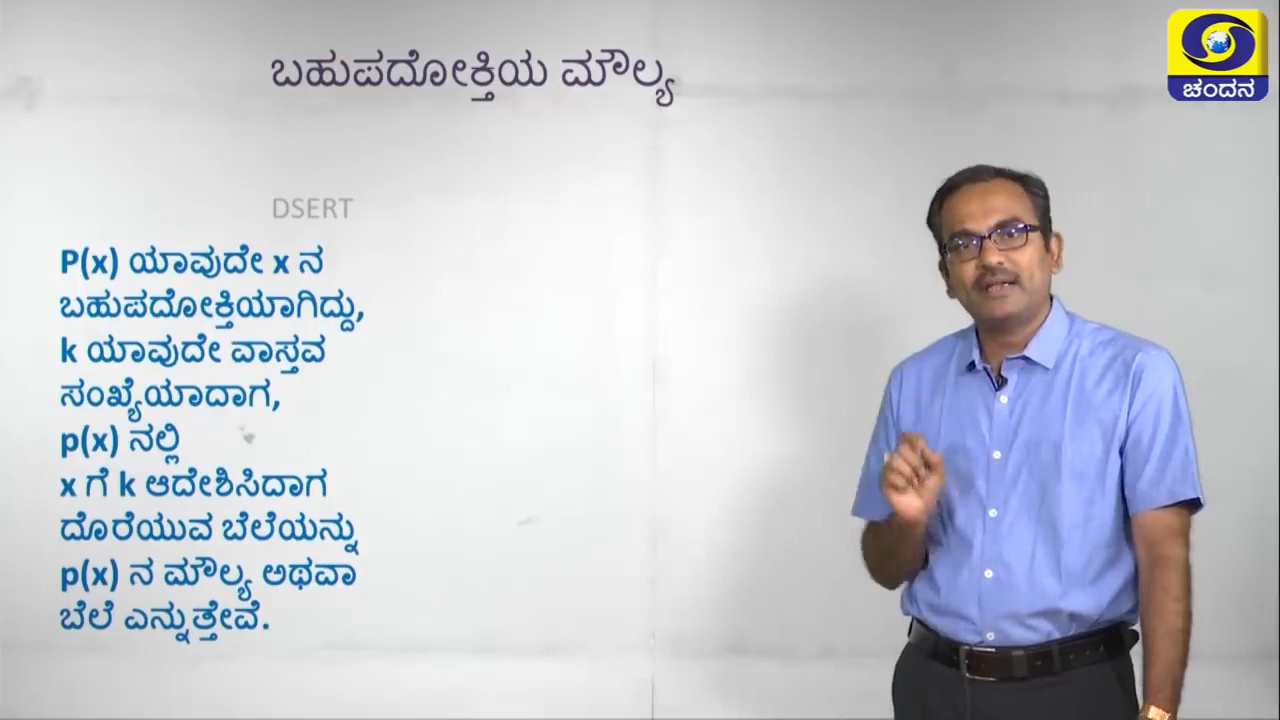 ಬಹುಪದೋಕ್ತಿಯ ಮೌಲ್ಯ
ಚಂದನ
DSERT
P(x) ಯಾವುದೇ x ನ
ಬಹುಪದೋಕ್ತಿಯಾಗಿದ್ದು,
k ಯಾವುದೇ ವಾಸ್ತವ
ಸಂಖ್ಯೆಯಾದಾಗ,
p(x) ನಲ್ಲಿ
x ಗೆ k ಆದೇಶಿಸಿದಾಗ
ದೊರೆಯುವ ಬೆಲೆಯನ್ನು
p(x) ನ ಮೌಲ್ಯ ಅಥವಾ
ಬೆಲೆ ಎನ್ನುತ್ತೇವೆ.